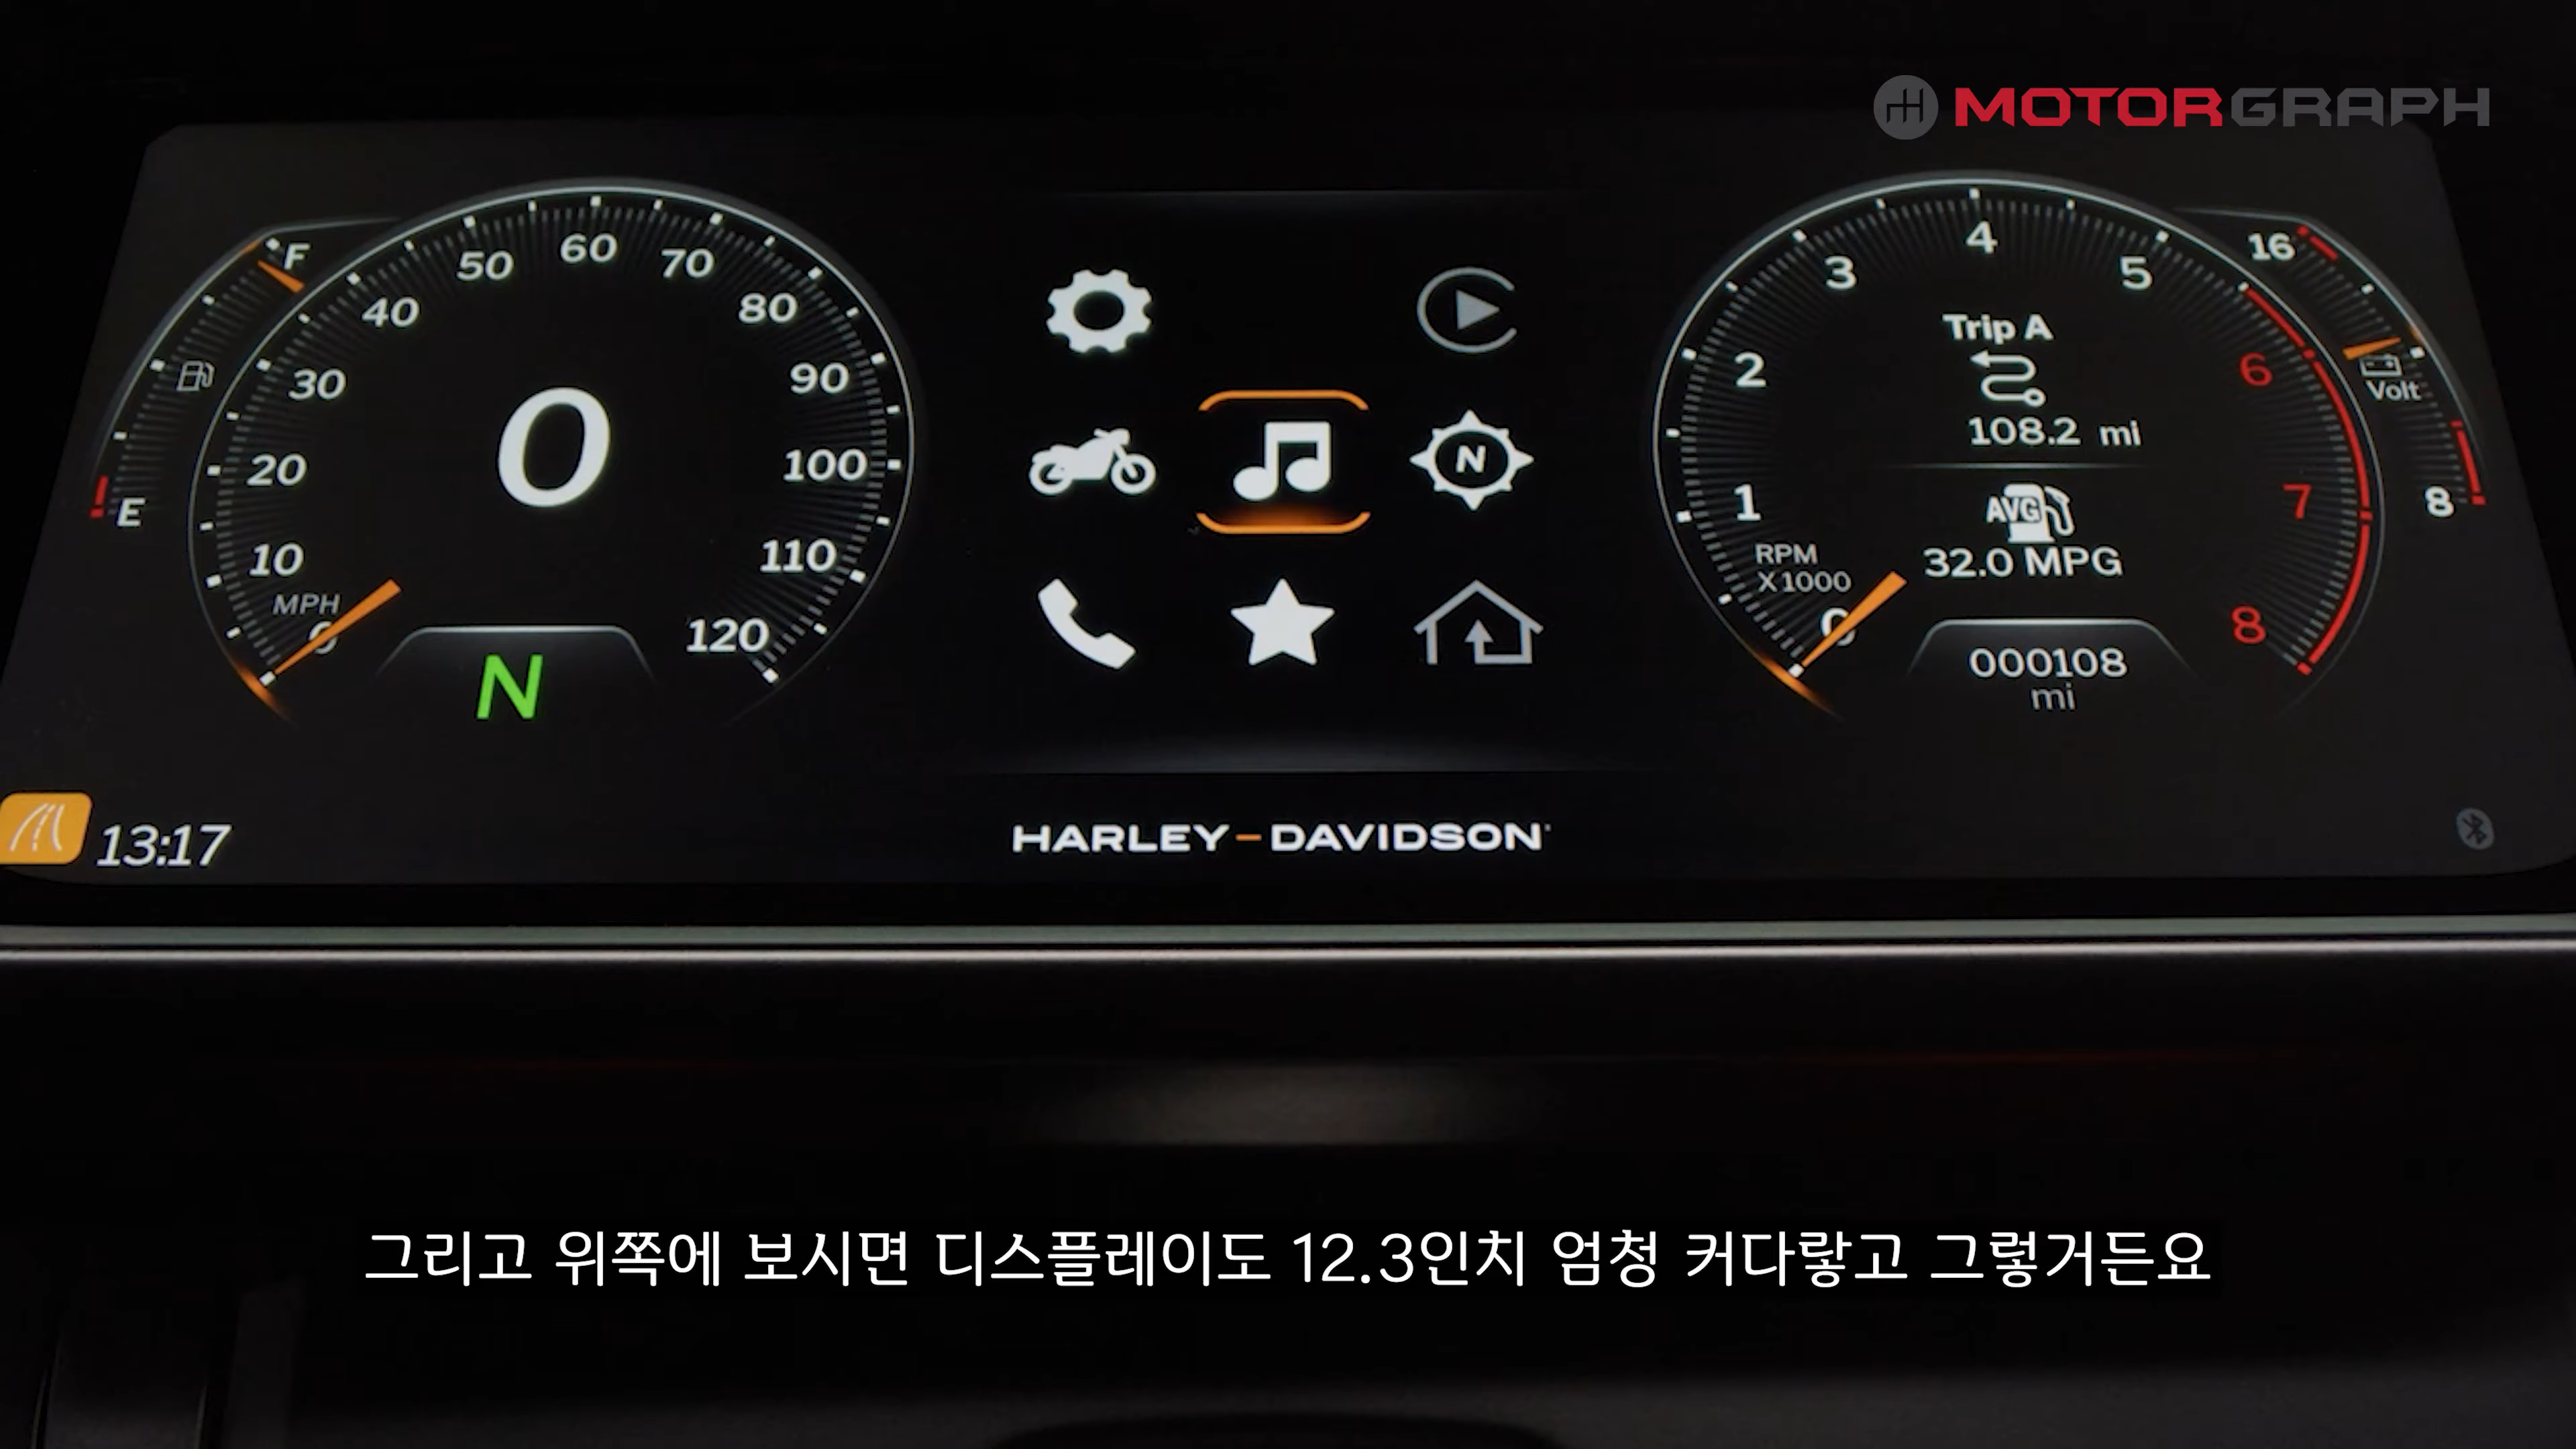 MOTORGRAPH
F
E
50 60 70
40 80
30 90
20 100
10 110
MPH
0 120
0
N
N
3 4 5
2 6
1 7
RPM
X1000
0 8
Trip A
108.2 mi
AVG
32.0 MPG
000108
mi
16
Volt
8
13:17
HARLEY-DAVIDSON
그리고 위쪽에 보시면 디스플레이도 12.3인치 엄청 커다랗고 그렇거든요